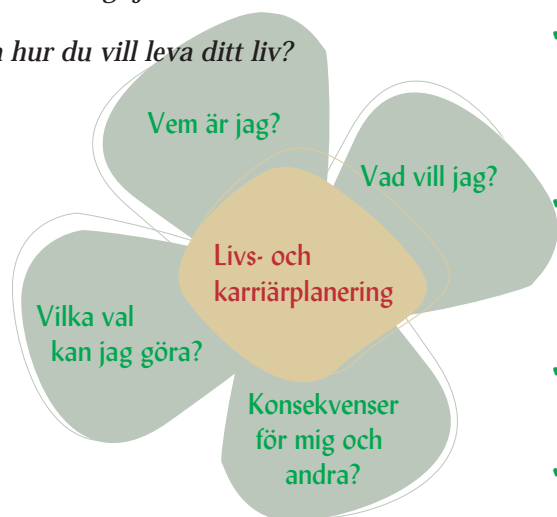 hur du vill leva ditt liv?
Vem är jag?
Vad vill jag?
Livs- och
karriärplanering
Vilka val
kan jag göra?
Konsekvenser
för mig och
andra?